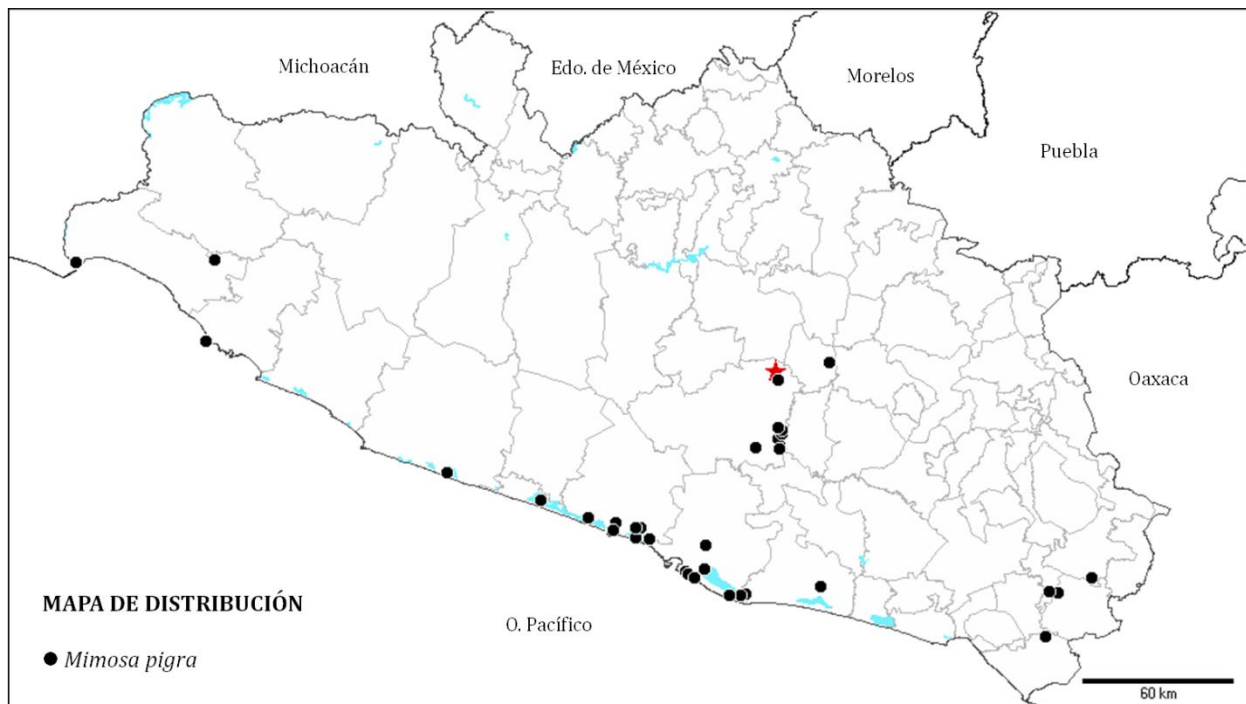 Michoacán
Edo. de México
Morelos
Puebla
Oaxaca
MAPA DE DISTRIBUCIÓN
O. Pacífico
Mimosa pigra
60 km